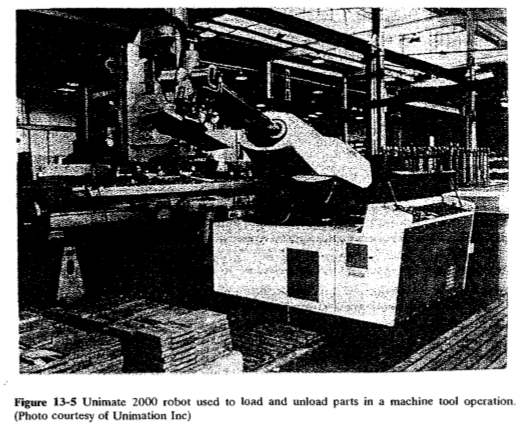 Figure 13-5 Unimate 2000 robot used to load and unload parts in a machine tool operation.
(Photo courtesy of Unimation Inc)